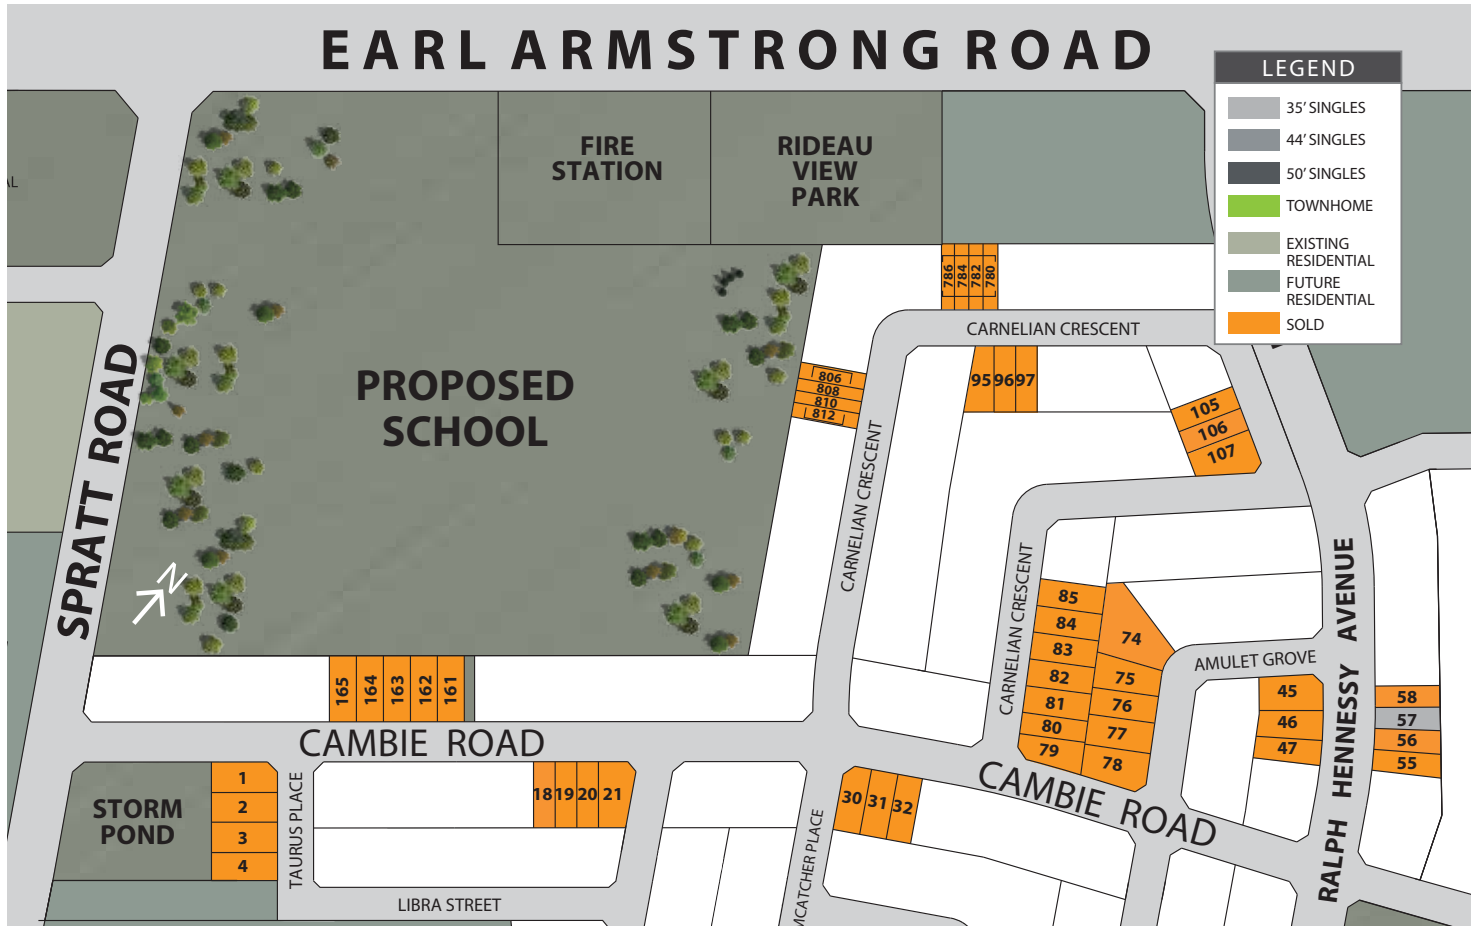 EARL ARMSTRONG ROAD
LEGEND
35' SINGLES
44' SINGLES
50' SINGLES
TOWNHOME
EXISTING
RESIDENTIAL
FUTURE
RESIDENTIAL
SOLD
FIRE
STATION
RIDEAU
VIEW
PARK
786
784
782
780
CARNELIAN CRESCENT
806
808
810
812
95
96
97
105
106
107
PROPOSED
SCHOOL
SPRATT ROAD
N
CARNELIAN CRESCENT
CARNELIAN CRESCENT
85
84
83
82
81
80
79
74
75
76
77
78
AMULET GROVE
RALPH HENNESSY AVENUE
45
46
47
58
57
56
55
165
164
163
162
161
CAMBIE ROAD
CAMBIE ROAD
STORM
POND
1
2
3
4
TAURUS PLACE
18
19
20
21
30
31
32
LIBRA STREET
MCATCHER PLACE